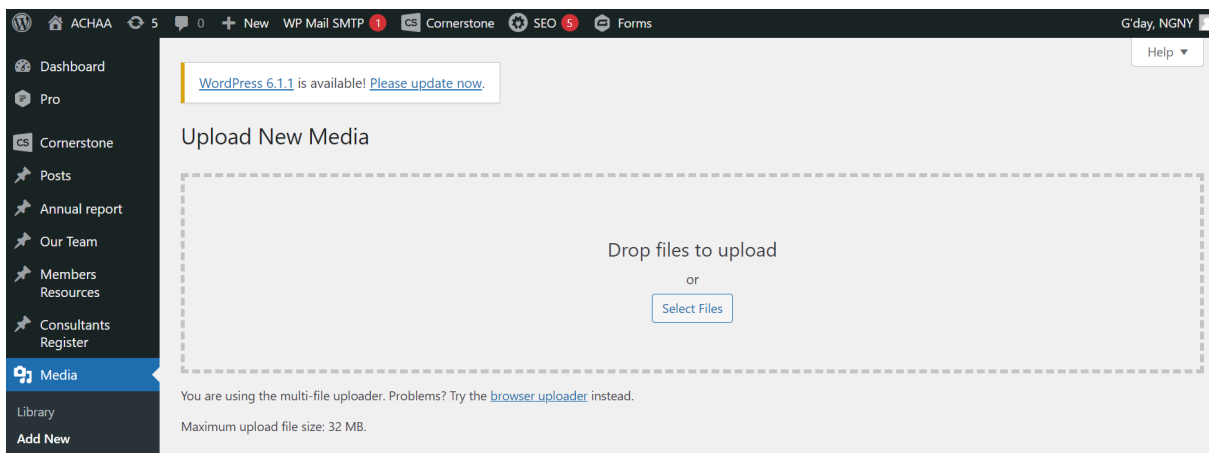 ACHAA 5 0 New WP Mail SMTP 1 CS Cornerstone SEO 5 Forms G'day, NGNY
Help ▼
Dashboard
Pro
CS Cornerstone
Posts
Annual report
Our Team
Members
Resources
Consultants
Register
Media
Library
Add New
WordPress 6.1.1 is available! Please update now.
Upload New Media
Drop files to upload
or
Select Files
You are using the multi-file uploader. Problems? Try the browser uploader instead.
Maximum upload file size: 32 MB.